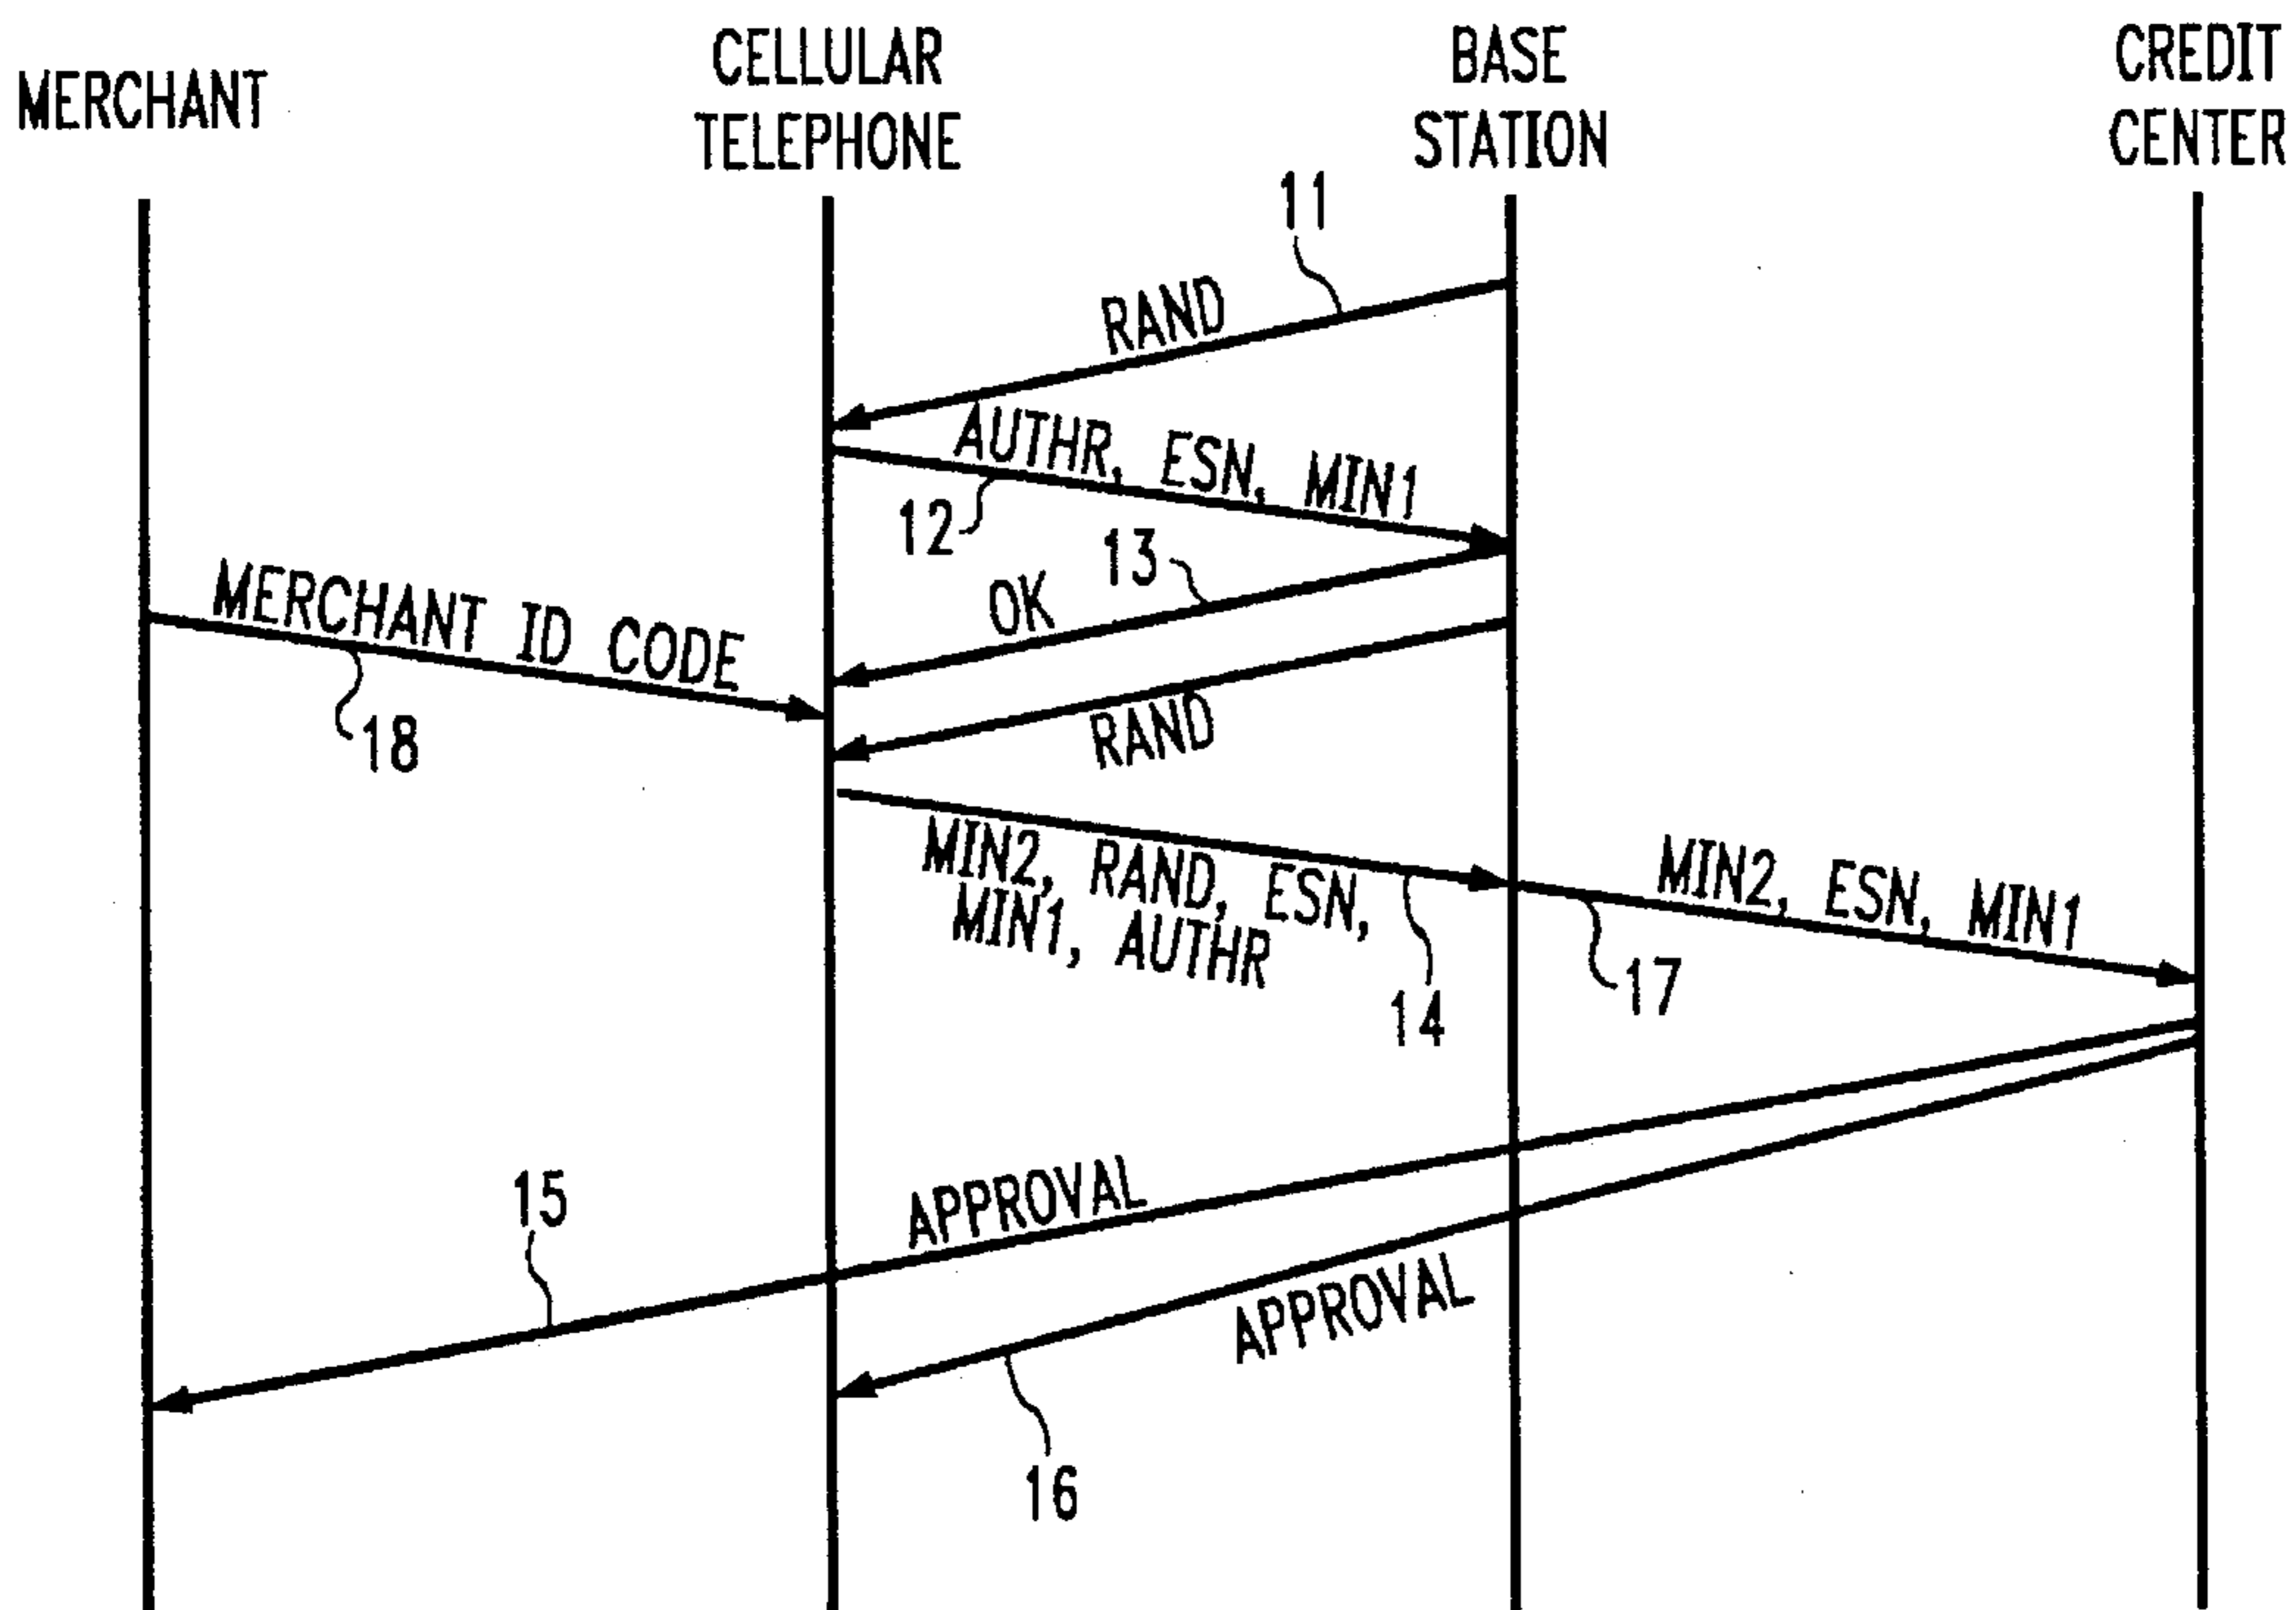 MERCHANT
CELLULAR
TELEPHONE
BASE
STATION
CREDIT
CENTER
11
RAND
AUTHR, ESN, MIN1
12
13
OK
MERCHANT ID CODE
18
RAND
MIN2, RAND, ESN,
MIN1, AUTHR
14
MIN2, ESN, MIN1
17
15
APPROVAL
APPROVAL
16